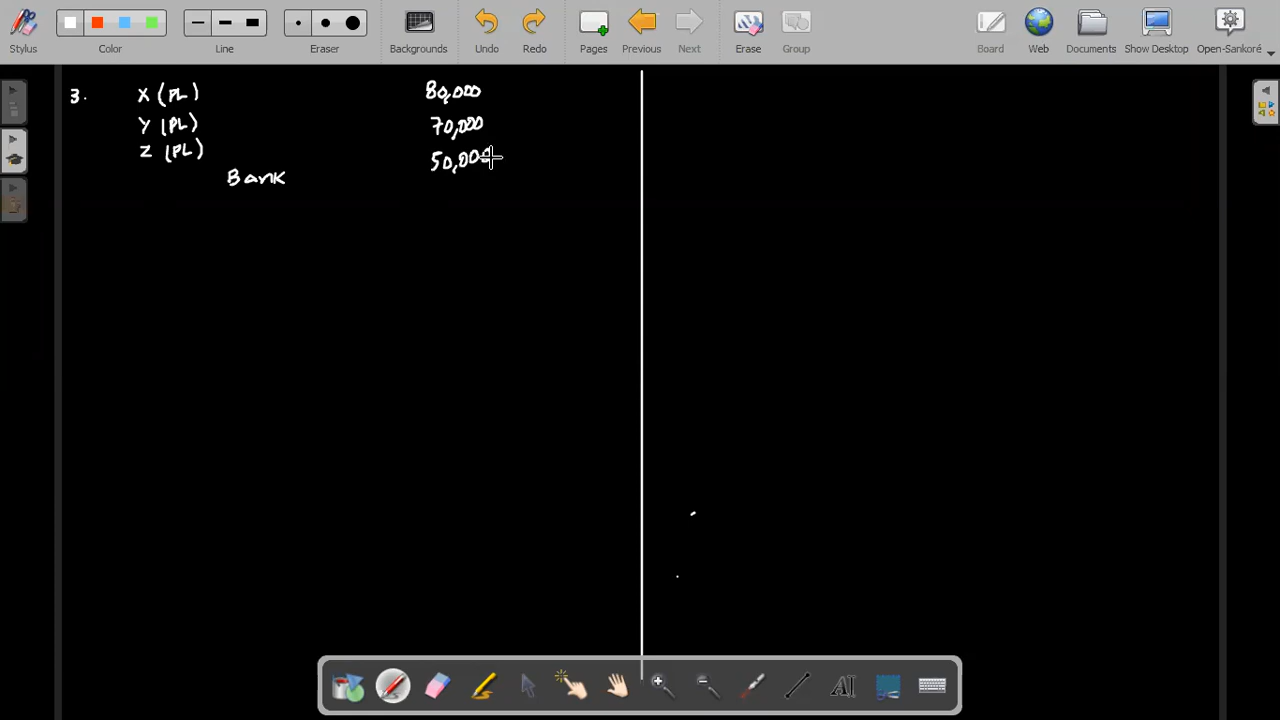 Stylus Color Line Eraser Backgrounds Undo Redo Pages Previous Next Erase Group Board Web Documents Show Desktop Open-Sankoré
3. X (PL) 80,000
Y (PL) 70,000
Z (PL) 50,000
Bank
AI